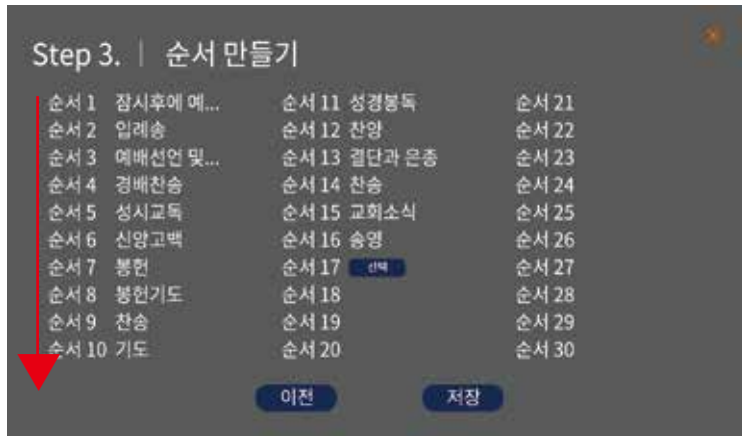 Step 3. | 순서 만들기
순서 1 잠시후에 예...
순서 2 입례송
순서 3 예배선언 및...
순서 4 경배찬송
순서 5 성시교독
순서 6 신앙고백
순서 7 봉헌
순서 8 봉헌기도
순서 9 찬송
순서 10 기도
순서 11 성경봉독
순서 12 찬양
순서 13 결단과 은종
순서 14 찬송
순서 15 교회소식
순서 16 송영
순서 17 선택
순서 18
순서 19
순서 20
순서 21
순서 22
순서 23
순서 24
순서 25
순서 26
순서 27
순서 28
순서 29
순서 30
이전 저장